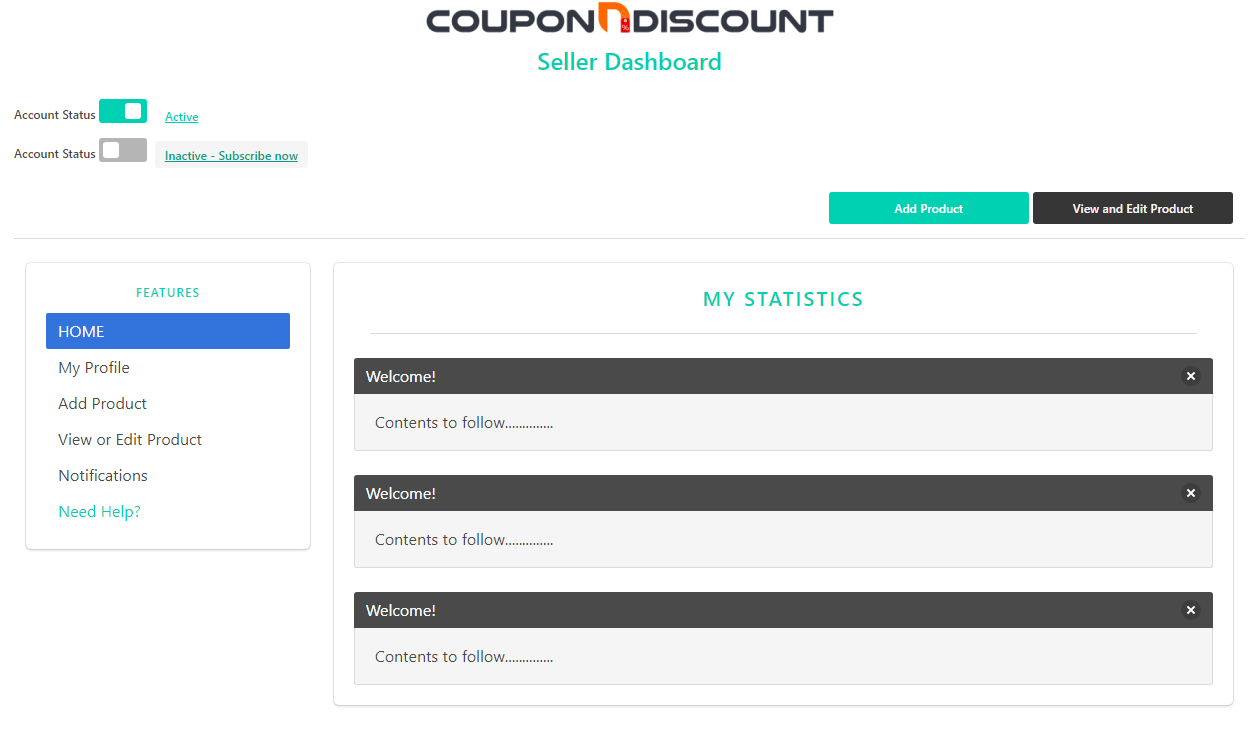 COUPONnDISCOUNT
Seller Dashboard
Account Status Active
Account Status Inactive - Subscribe now
Add Product View and Edit Product
FEATURES
HOME
My Profile
Add Product
View or Edit Product
Notifications
Need Help?
MY STATISTICS
Welcome!
Contents to follow..............
Welcome!
Contents to follow..............
Welcome!
Contents to follow..............